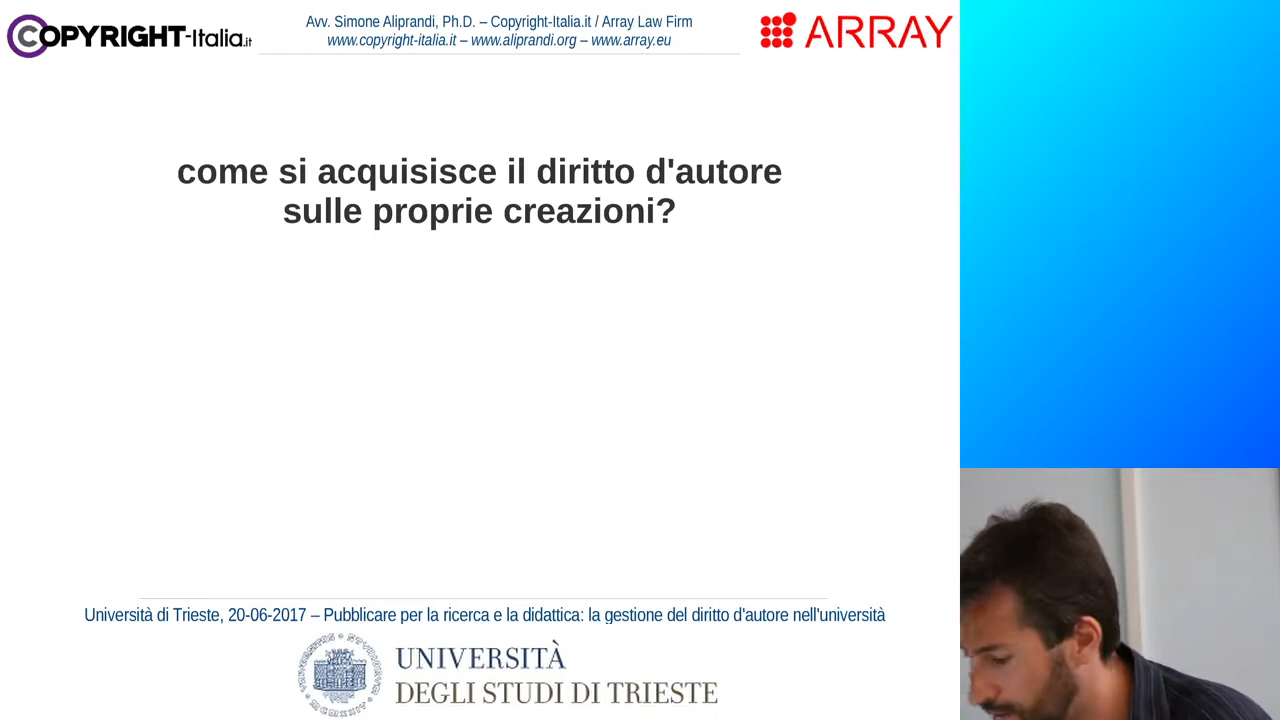 COPYRIGHT-Italia.it
Avv. Simone Aliprandi, Ph.D. – Copyright-Italia.it / Array Law Firm
www.copyright-italia.it – www.aliprandi.org – www.array.eu
ARRAY
come si acquisisce il diritto d'autore
sulle proprie creazioni?
Università di Trieste, 20-06-2017 – Pubblicare per la ricerca e la didattica: la gestione del diritto d'autore nell'università
UNIVERSITÀ
DEGLI STUDI DI TRIESTE